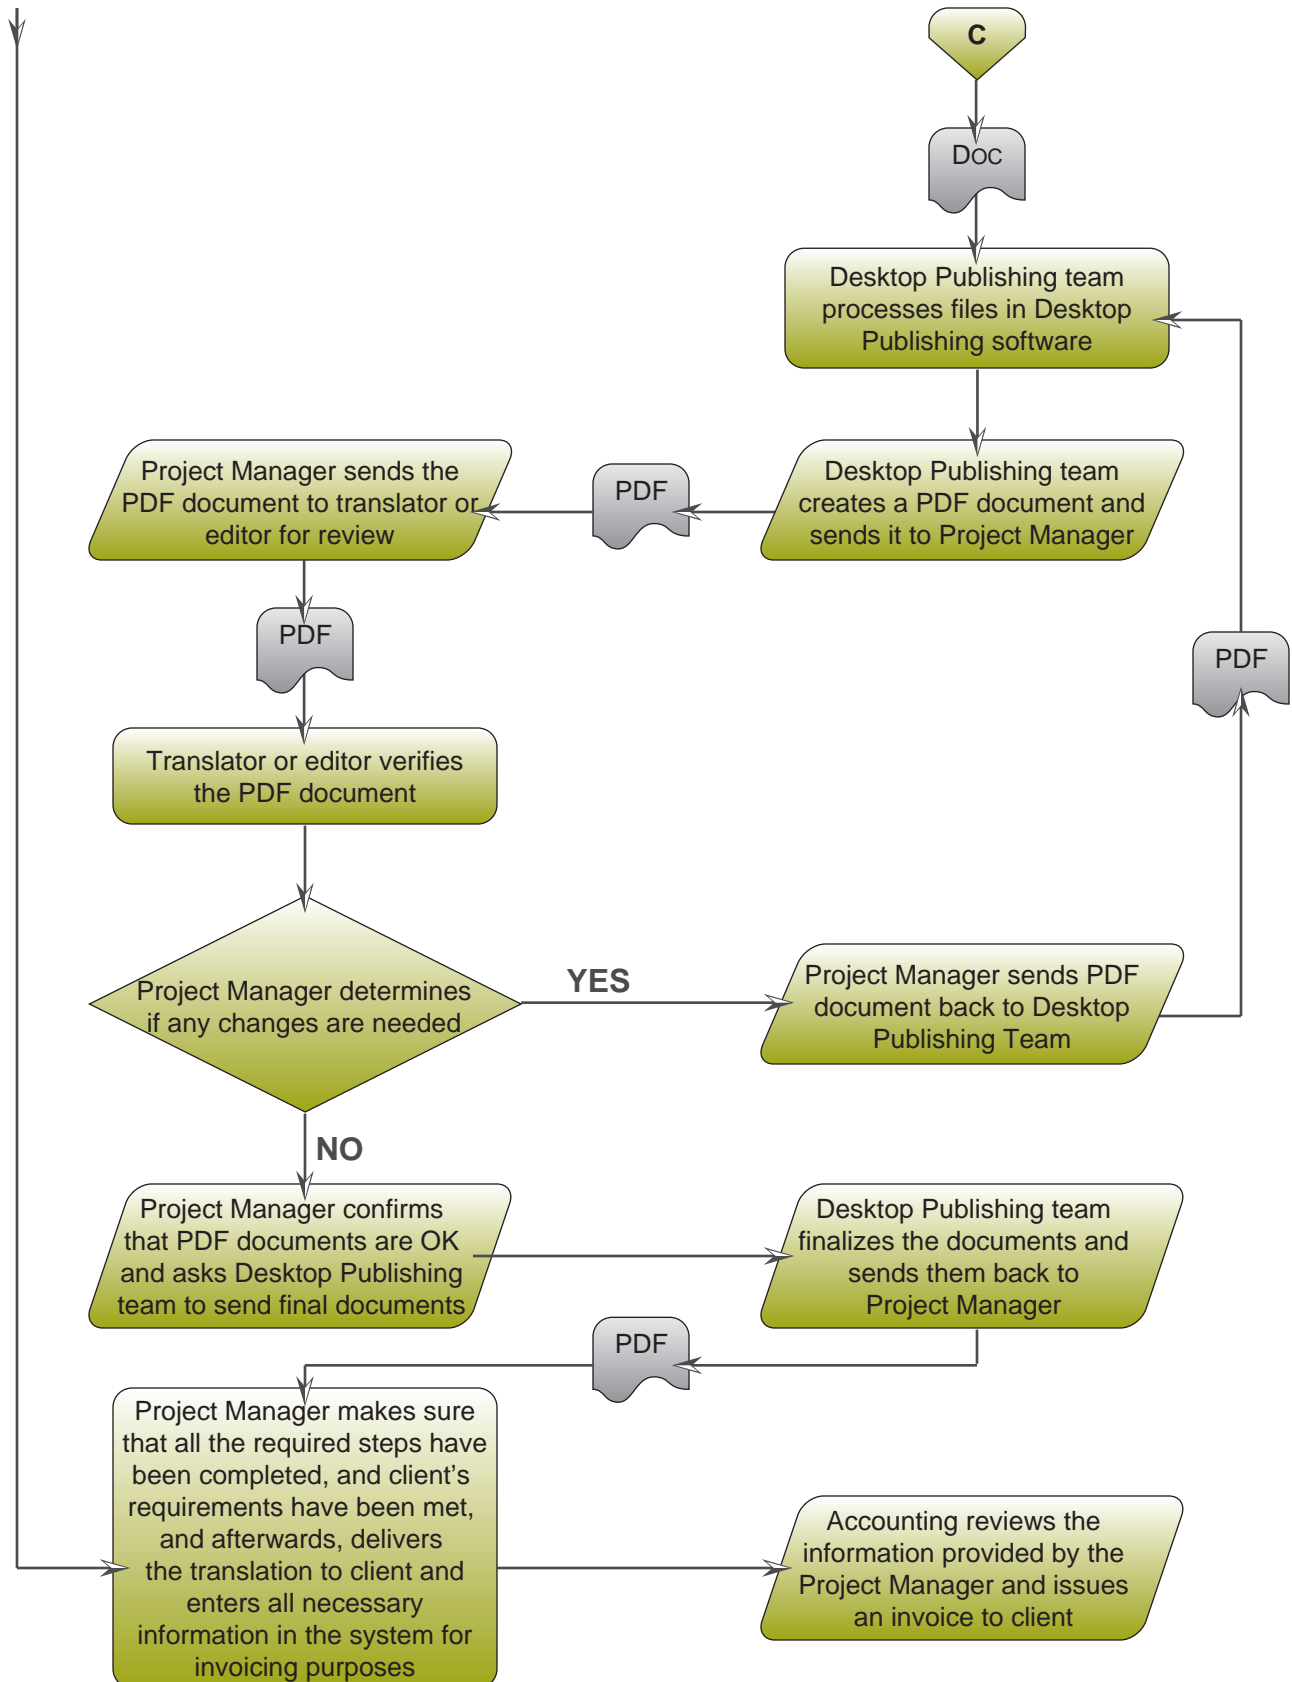 C
DOC
Desktop Publishing team
processes files in Desktop
Publishing software
Desktop Publishing team
creates a PDF document and
sends it to Project Manager
PDF
Project Manager sends the
PDF document to translator or
editor for review
PDF
PDF
Translator or editor verifies
the PDF document
Project Manager determines
if any changes are needed
YES
Project Manager sends PDF
document back to Desktop
Publishing Team
NO
Project Manager confirms
that PDF documents are OK
and asks Desktop Publishing
team to send final documents
Desktop Publishing team
finalizes the documents and
sends them back to
Project Manager
PDF
Project Manager makes sure
that all the required steps have
been completed, and client’s
requirements have been met,
and afterwards, delivers
the translation to client and
enters all necessary
information in the system for
invoicing purposes
Accounting reviews the
information provided by the
Project Manager and issues
an invoice to client